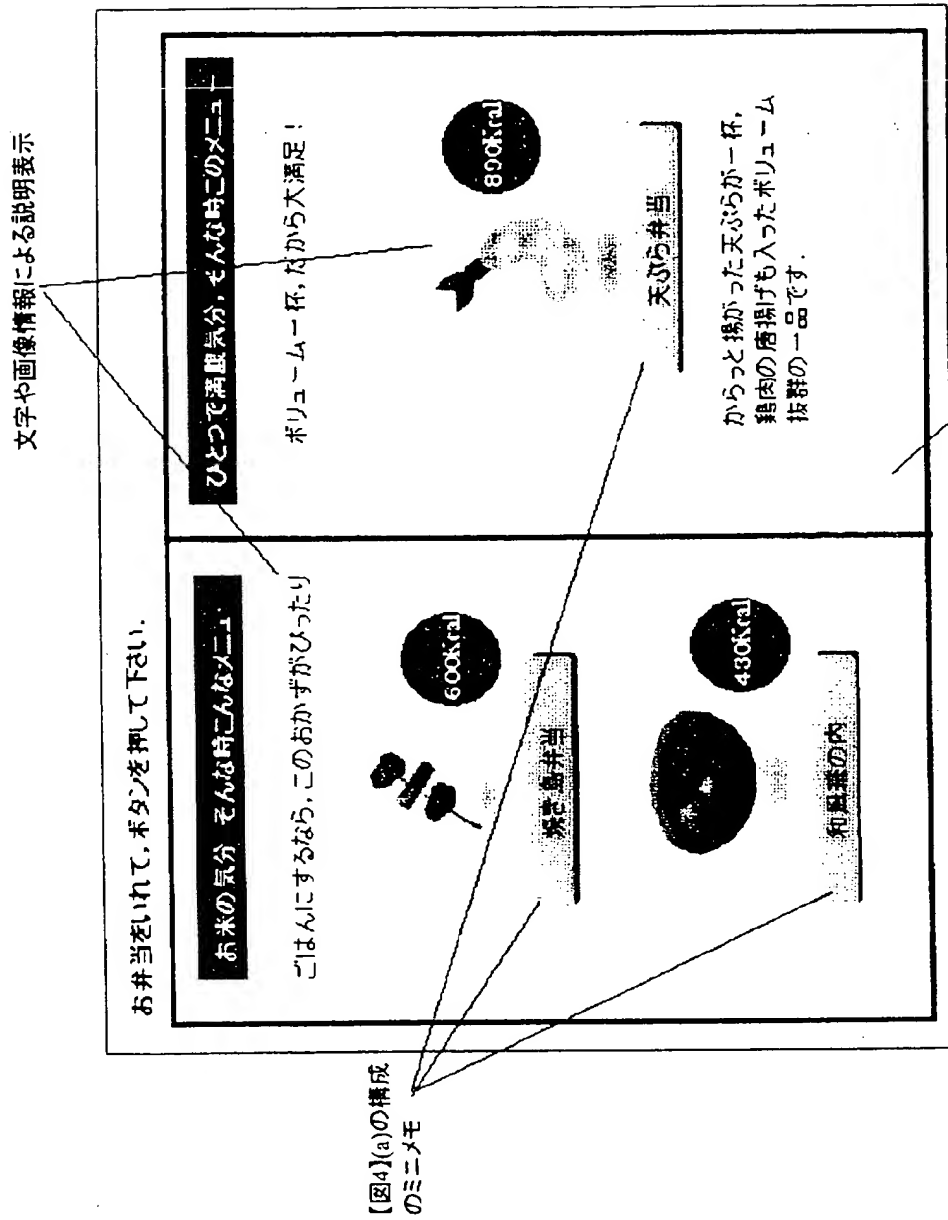 文字や画像情報による説明表示
お弁当をいれて，ボタンを押して下さい．
お米の気分 そんな時こんなメニュ
ごはんにするなら，このおかずがぴったり
600Kcal
焼き鳥弁当
430Kcal
和風幕の内
ひとつで満腹気分，そんな時このメニュー
ボリューム一杯，だから大満足！
890Kcal
天ぷら弁当
からっと揚がった天ぷらが一杯，
鶏肉の唐揚げも入ったボリューム
抜群の一品です．
【図4】(a)の構成
のミニメモ